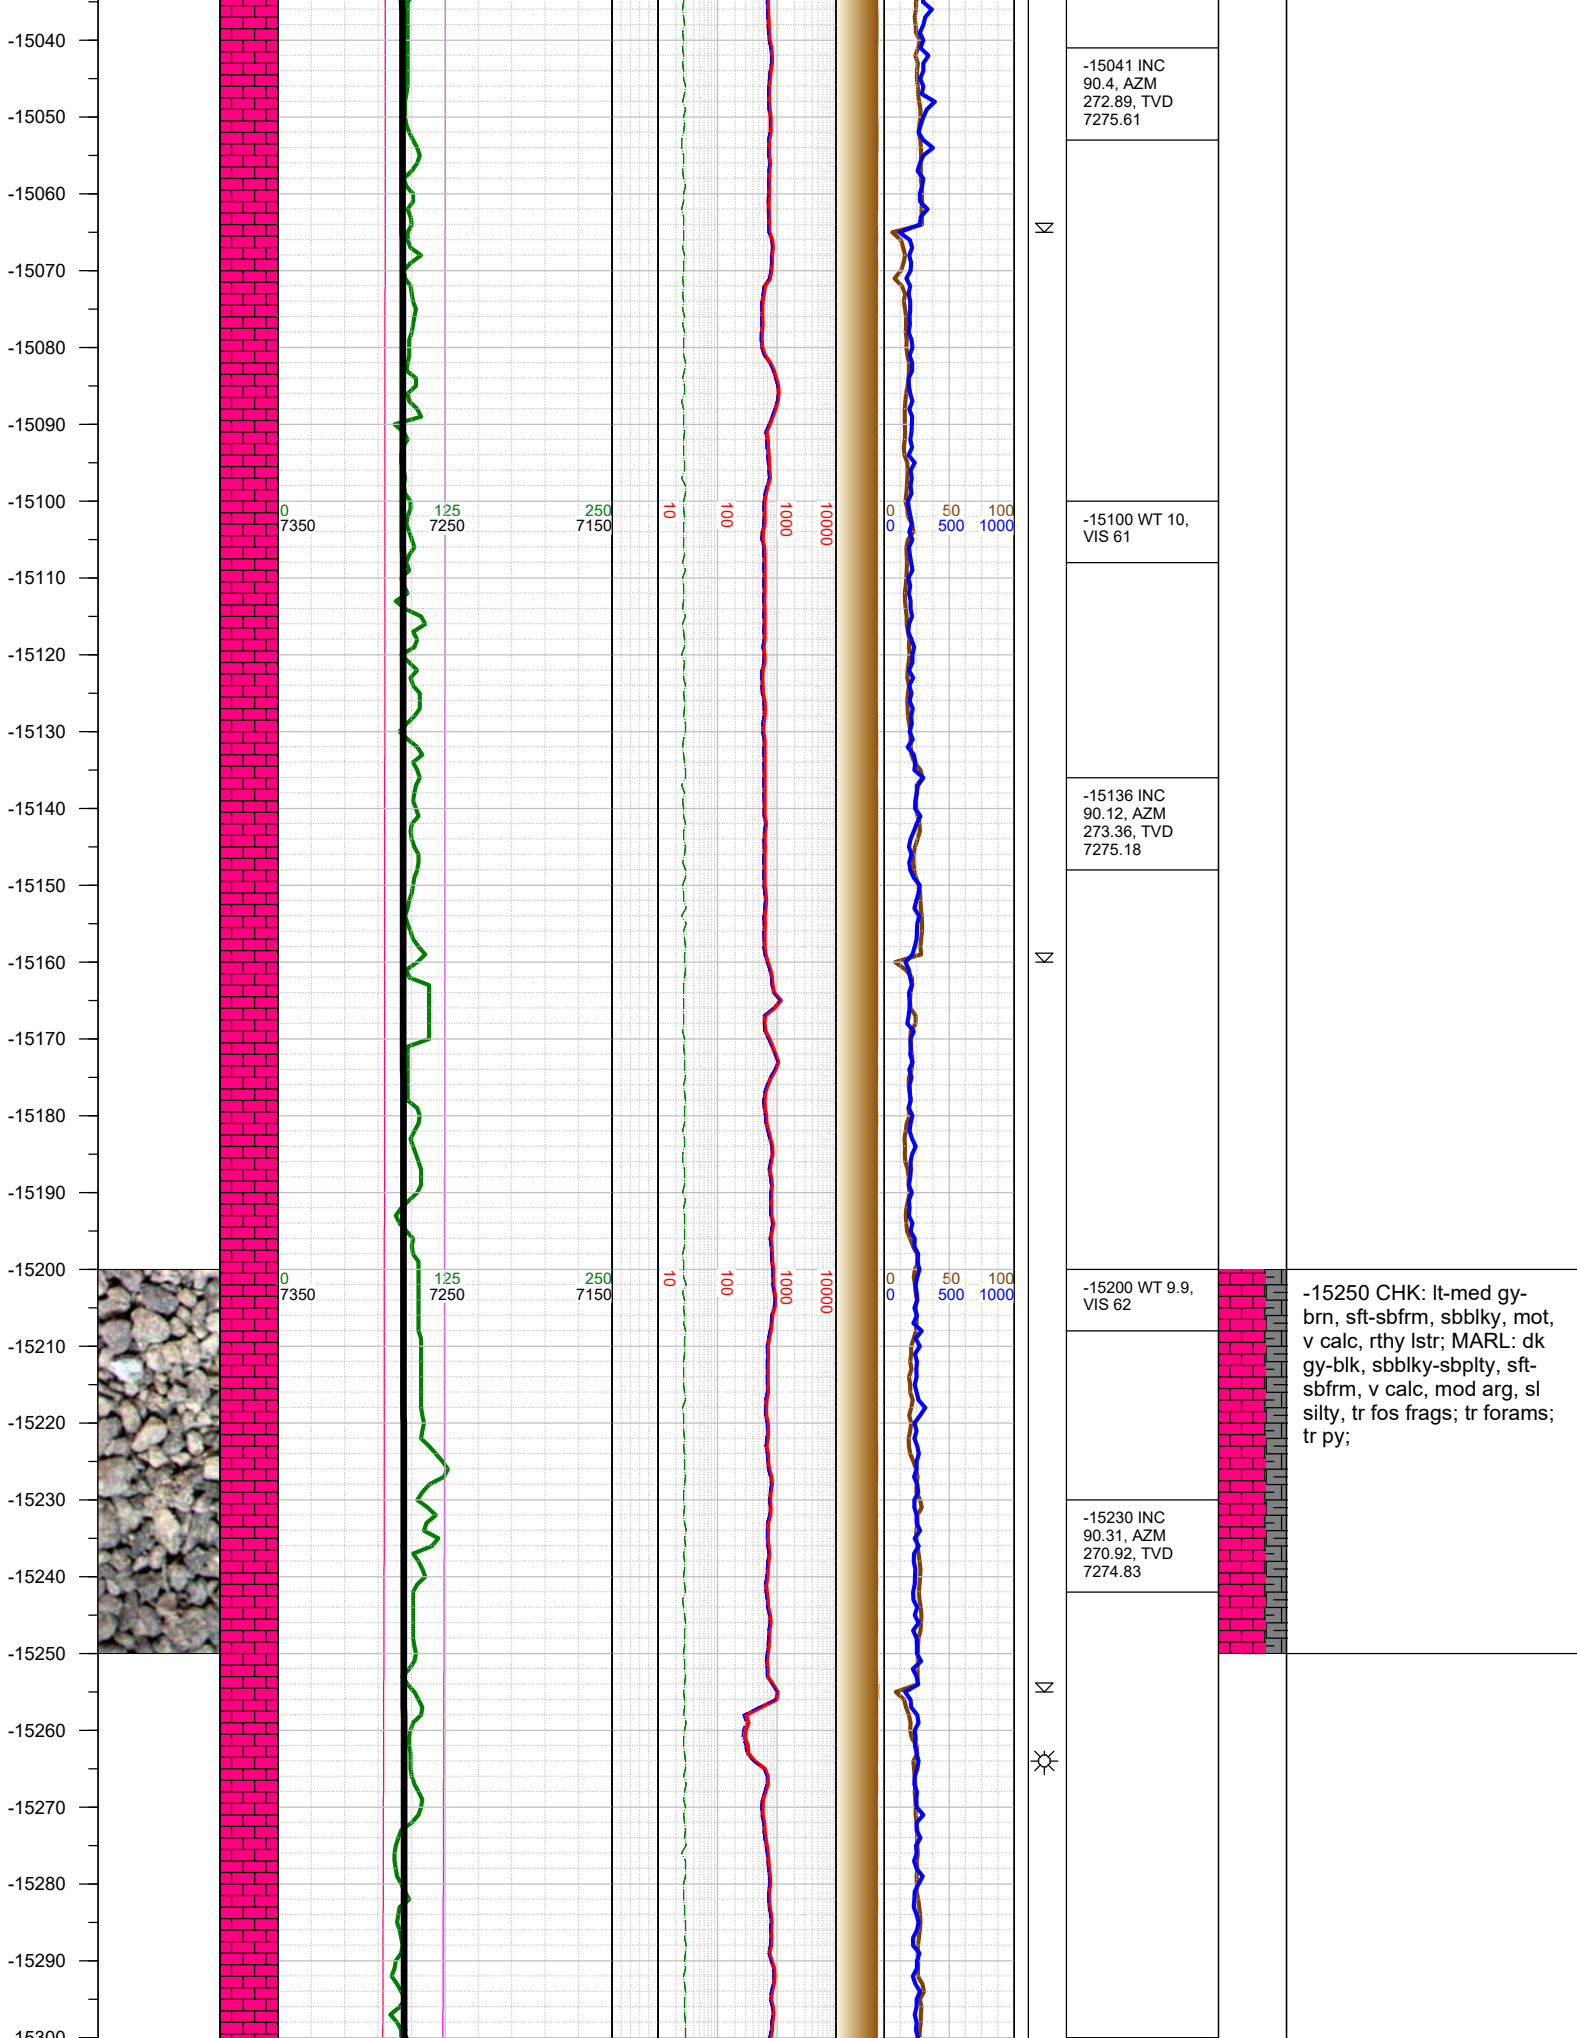 -15040
-15041 INC
90.4, AZM
272.89, TVD
7275.61
-15050
-15060
-15070
-15080
-15090
-15100
0 125 250
7350 7250 7150
10 100 1000 10000
0 50 100
0 500 1000
-15100 WT 10,
VIS 61
-15110
-15120
-15130
-15136 INC
90.12, AZM
273.36, TVD
7275.18
-15140
-15150
-15160
-15170
-15180
-15190
-15200
0 125 250
7350 7250 7150
10 100 1000 10000
0 50 100
0 500 1000
-15200 WT 9.9,
VIS 62
-15250 CHK: lt-med gy-
brn, sft-sbfrm, sbblky, mot,
v calc, rthy lstr; MARL: dk
gy-blk, sbblky-sbplty, sft-
sbfrm, v calc, mod arg, sl
silty, tr fos frags; tr forams;
tr py;
-15210
-15220
-15230
-15230 INC
90.31, AZM
270.92, TVD
7274.83
-15240
-15250
-15260
-15270
-15280
-15290
-15300